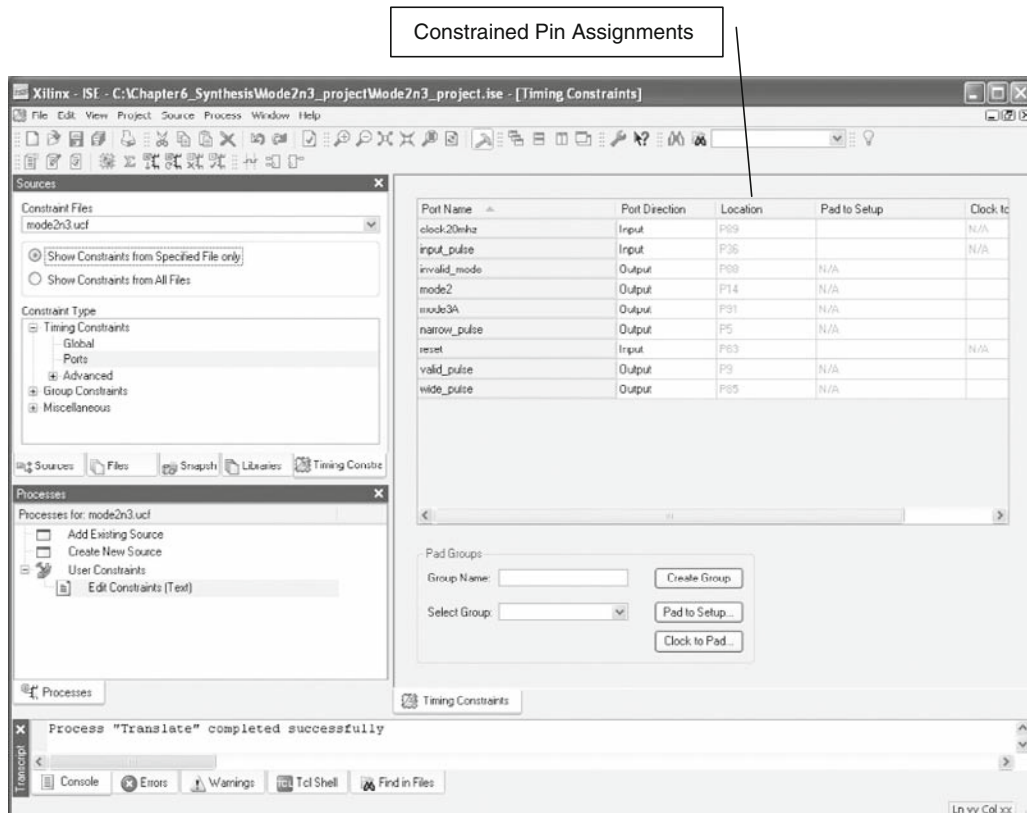 Constrained Pin Assignments
Xilinx - ISE - C:\Chapter6_Synthesis\Mode2n3_project\Mode2n3_project.ise - [Timing Constraints]
File Edit View Project Source Process Window Help
Sources
Constraint Files
mode2n3.ucf
Show Constraints from Specified File only
Show Constraints from All Files
Constraint Type
Timing Constraints
Global
Ports
Advanced
Group Constraints
Miscellaneous
Sources Files Snapsh Libraries Timing Constra
Processes
Processes for: mode2n3.ucf
Add Existing Source
Create New Source
User Constraints
Edit Constraints (Text)
Processes
Port Name Port Direction Location Pad to Setup Clock to
clock20mhz Input P89 N/A
input_pulse Input P36 N/A
invalid_mode Output N/A
mode2 Output P14 N/A
mode3A Output P91 N/A
narrow_pulse Output P5 N/A
reset Input P63 N/A
valid_pulse Output P9 N/A
wide_pulse Output N/A
Pad Groups
Group Name: Create Group
Select Group: Pad to Setup...
Clock to Pad...
Timing Constraints
Transcript
Process "Translate" completed successfully
Console Errors Warnings TCL Tcl Shell Find in Files
Ln yy Col xx